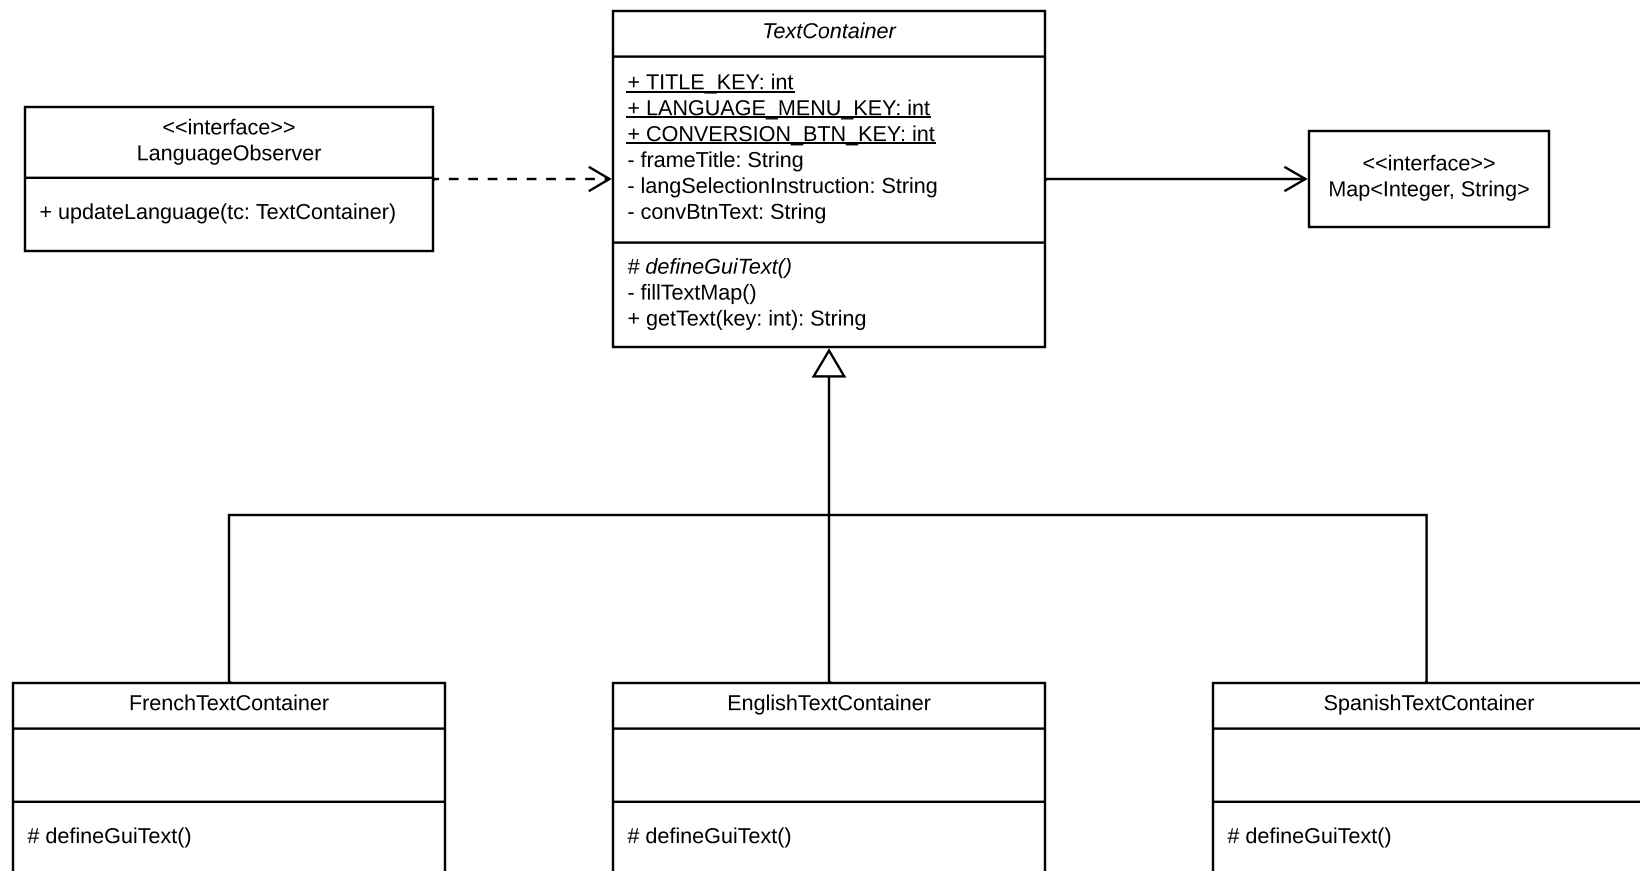 TextContainer
+ TITLE_KEY: int
+ LANGUAGE_MENU_KEY: int
+ CONVERSION_BTN_KEY: int
- frameTitle: String
- langSelectionInstruction: String
- convBtnText: String
# defineGuiText()
- fillTextMap()
+ getText(key: int): String
<<interface>>
LanguageObserver
+ updateLanguage(tc: TextContainer)
<<interface>>
Map<Integer, String>
FrenchTextContainer
# defineGuiText()
EnglishTextContainer
# defineGuiText()
SpanishTextContainer
# defineGuiText()